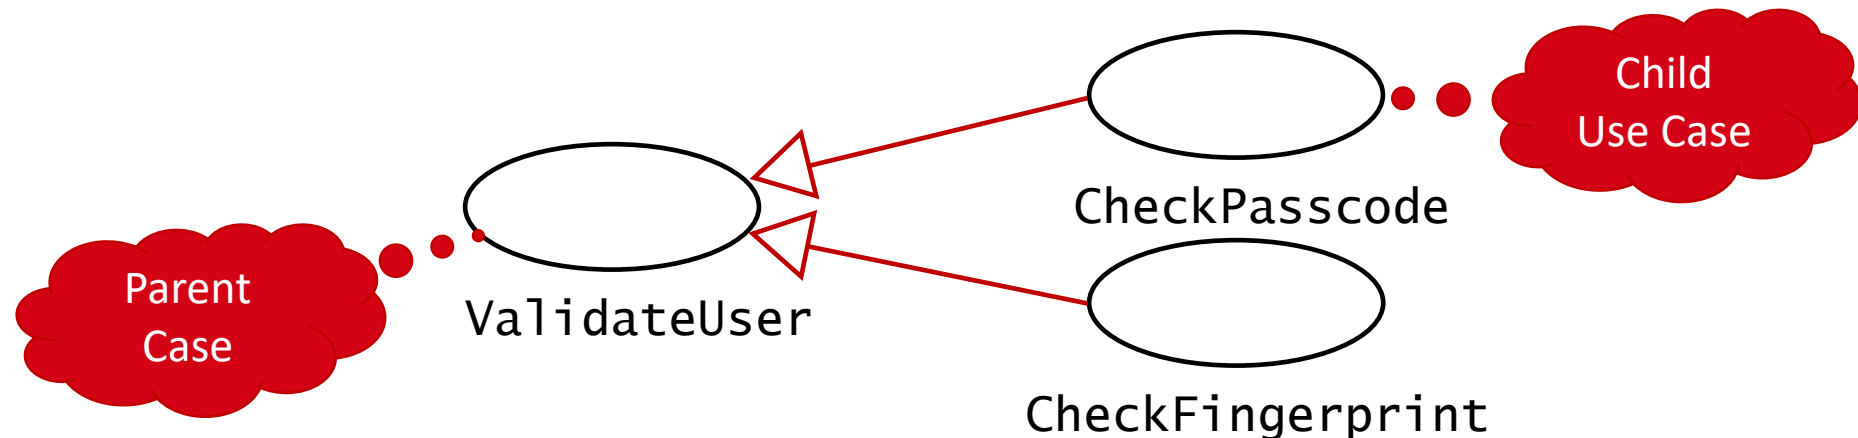 Child
Use Case
CheckPasscode
Parent
Case
ValidateUser
CheckFingerprint